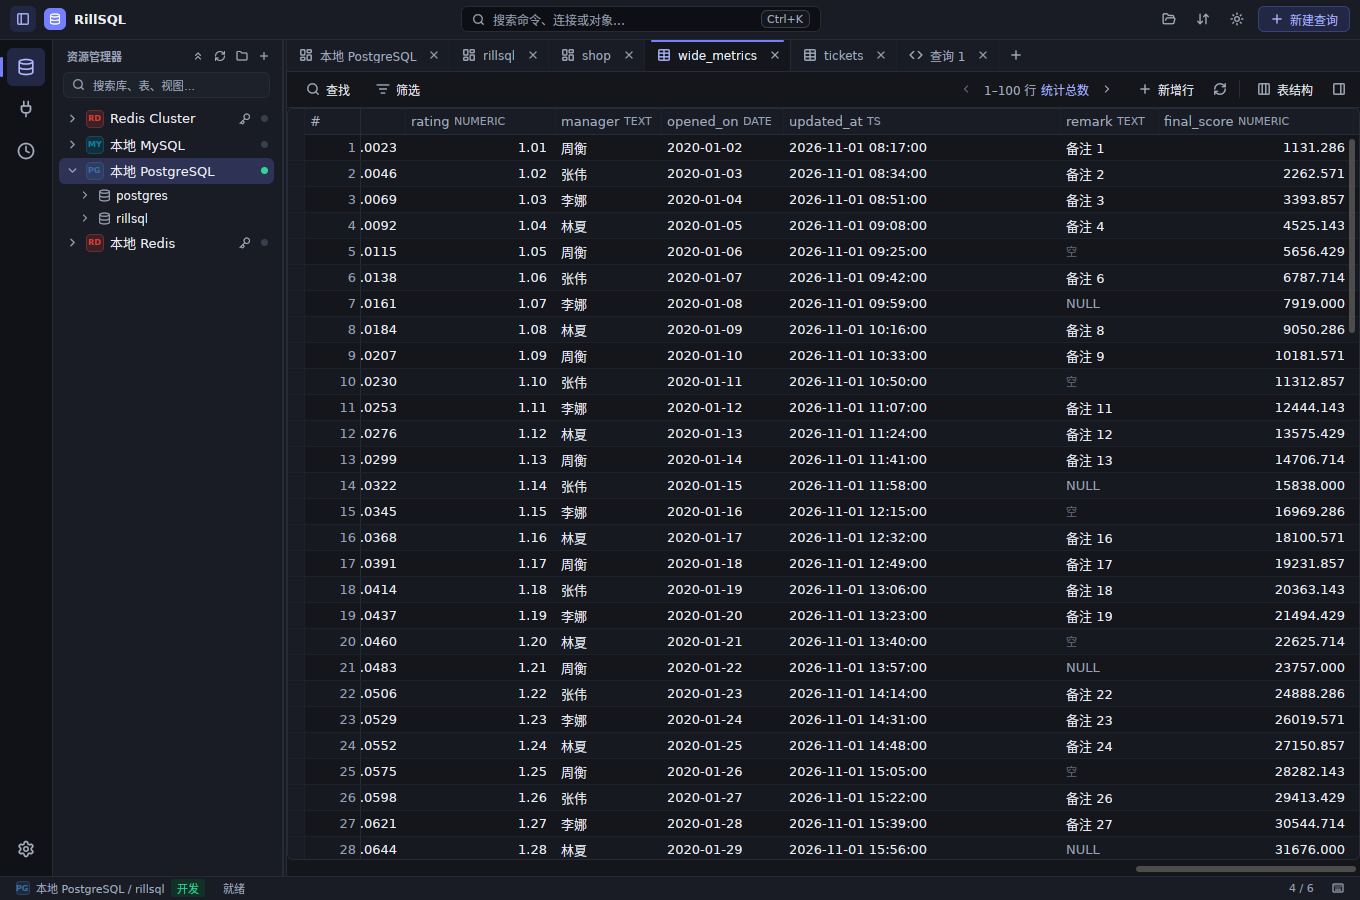 RillSQL
搜索命令、连接或对象... Ctrl+K
新建查询
资源管理器
搜索库、表、视图...
RD Redis Cluster
MY 本地 MySQL
PG 本地 PostgreSQL
postgres
rillsql
RD 本地 Redis
本地 PostgreSQL rillsql shop wide_metrics tickets 查询 1
查找 筛选 1–100 行 统计总数 新增行 表结构
# rating NUMERIC manager TEXT opened_on DATE updated_at TS remark TEXT final_score NUMERIC
1 .0023 1.01 周衡 2020-01-02 2026-11-01 08:17:00 备注 1 1131.286
2 .0046 1.02 张伟 2020-01-03 2026-11-01 08:34:00 备注 2 2262.571
3 .0069 1.03 李娜 2020-01-04 2026-11-01 08:51:00 备注 3 3393.857
4 .0092 1.04 林夏 2020-01-05 2026-11-01 09:08:00 备注 4 4525.143
5 .0115 1.05 周衡 2020-01-06 2026-11-01 09:25:00 空 5656.429
6 .0138 1.06 张伟 2020-01-07 2026-11-01 09:42:00 备注 6 6787.714
7 .0161 1.07 李娜 2020-01-08 2026-11-01 09:59:00 NULL 7919.000
8 .0184 1.08 林夏 2020-01-09 2026-11-01 10:16:00 备注 8 9050.286
9 .0207 1.09 周衡 2020-01-10 2026-11-01 10:33:00 备注 9 10181.571
10 .0230 1.10 张伟 2020-01-11 2026-11-01 10:50:00 空 11312.857
11 .0253 1.11 李娜 2020-01-12 2026-11-01 11:07:00 备注 11 12444.143
12 .0276 1.12 林夏 2020-01-13 2026-11-01 11:24:00 备注 12 13575.429
13 .0299 1.13 周衡 2020-01-14 2026-11-01 11:41:00 备注 13 14706.714
14 .0322 1.14 张伟 2020-01-15 2026-11-01 11:58:00 NULL 15838.000
15 .0345 1.15 李娜 2020-01-16 2026-11-01 12:15:00 空 16969.286
16 .0368 1.16 林夏 2020-01-17 2026-11-01 12:32:00 备注 16 18100.571
17 .0391 1.17 周衡 2020-01-18 2026-11-01 12:49:00 备注 17 19231.857
18 .0414 1.18 张伟 2020-01-19 2026-11-01 13:06:00 备注 18 20363.143
19 .0437 1.19 李娜 2020-01-20 2026-11-01 13:23:00 备注 19 21494.429
20 .0460 1.20 林夏 2020-01-21 2026-11-01 13:40:00 空 22625.714
21 .0483 1.21 周衡 2020-01-22 2026-11-01 13:57:00 NULL 23757.000
22 .0506 1.22 张伟 2020-01-23 2026-11-01 14:14:00 备注 22 24888.286
23 .0529 1.23 李娜 2020-01-24 2026-11-01 14:31:00 备注 23 26019.571
24 .0552 1.24 林夏 2020-01-25 2026-11-01 14:48:00 备注 24 27150.857
25 .0575 1.25 周衡 2020-01-26 2026-11-01 15:05:00 空 28282.143
26 .0598 1.26 张伟 2020-01-27 2026-11-01 15:22:00 备注 26 29413.429
27 .0621 1.27 李娜 2020-01-28 2026-11-01 15:39:00 备注 27 30544.714
28 .0644 1.28 林夏 2020-01-29 2026-11-01 15:56:00 NULL 31676.000
PG 本地 PostgreSQL / rillsql 开发 就绪 4 / 6